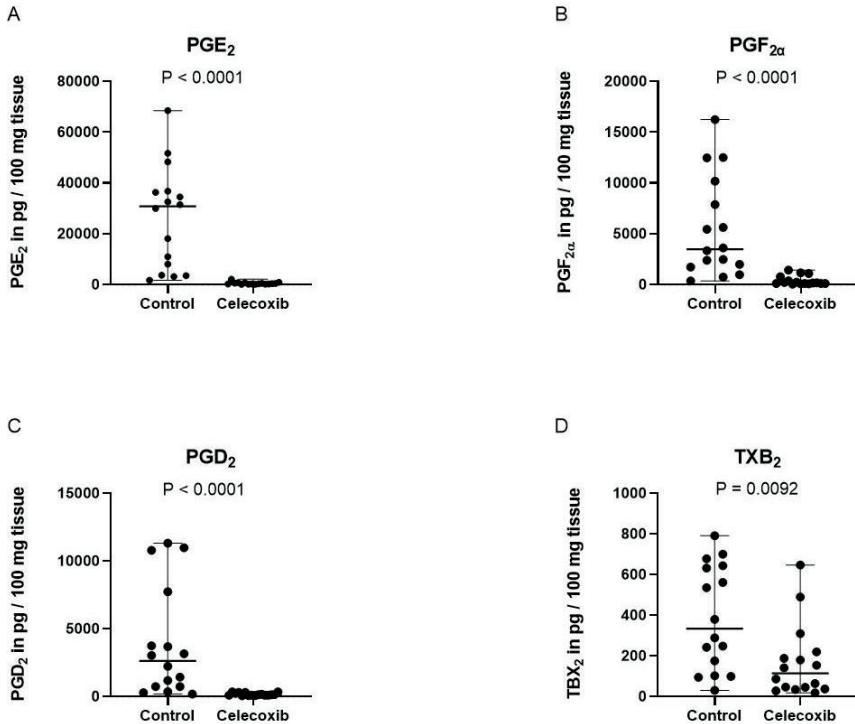 A
PGE₂
P < 0.0001
PGE₂ in pg / 100 mg tissue
80000
60000
40000
20000
0
Control
Celecoxib
B
PGF₂α
P < 0.0001
PGF₂α in pg / 100 mg tissue
20000
15000
10000
5000
0
Control
Celecoxib
C
PGD₂
P < 0.0001
PGD₂ in pg / 100 mg tissue
15000
10000
5000
0
Control
Celecoxib
D
TXB₂
P = 0.0092
TBX₂ in pg / 100 mg tissue
1000
800
600
400
200
0
Control
Celecoxib